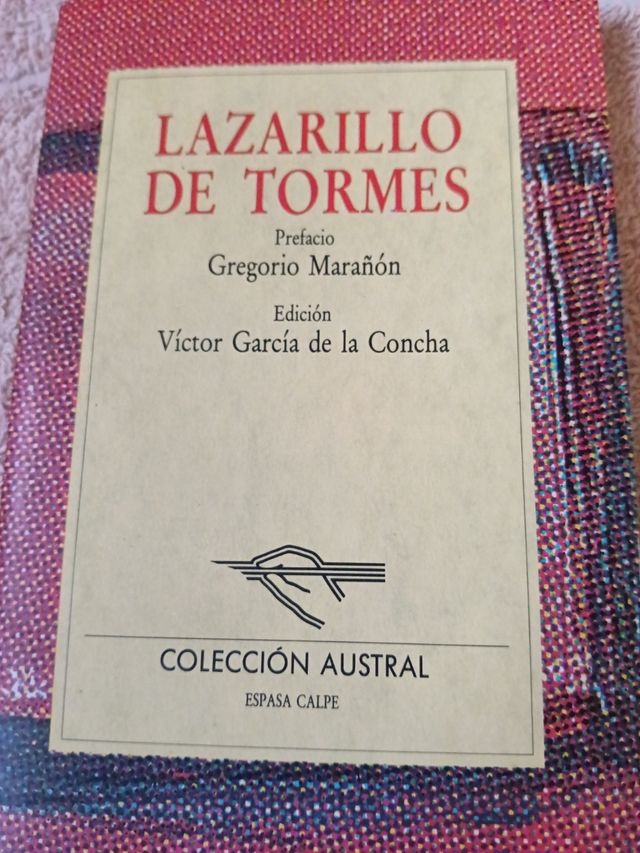 LAZARILLO
DE TORMES
Prefacio
Gregorio Marañón
Edición
Víctor García de la Concha
COLECCIÓN AUSTRAL
ESPASA CALPE